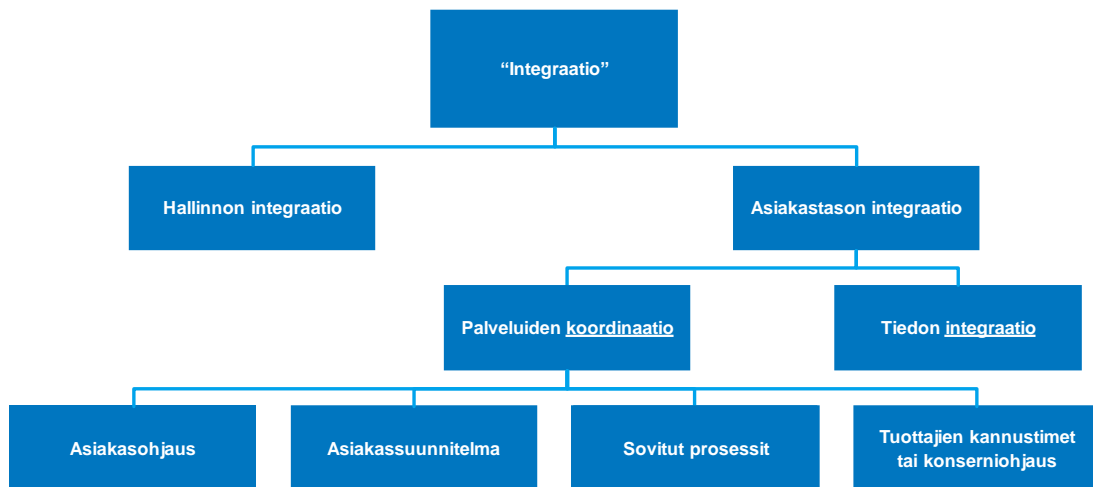 “Integraatio”
Hallinnon integraatio
Asiakastason integraatio
Palveluiden koordinaatio
Tiedon integraatio
Asiakasohjaus
Asiakassuunnitelma
Sovitut prosessit
Tuottajien kannustimet
tai konserniohjaus